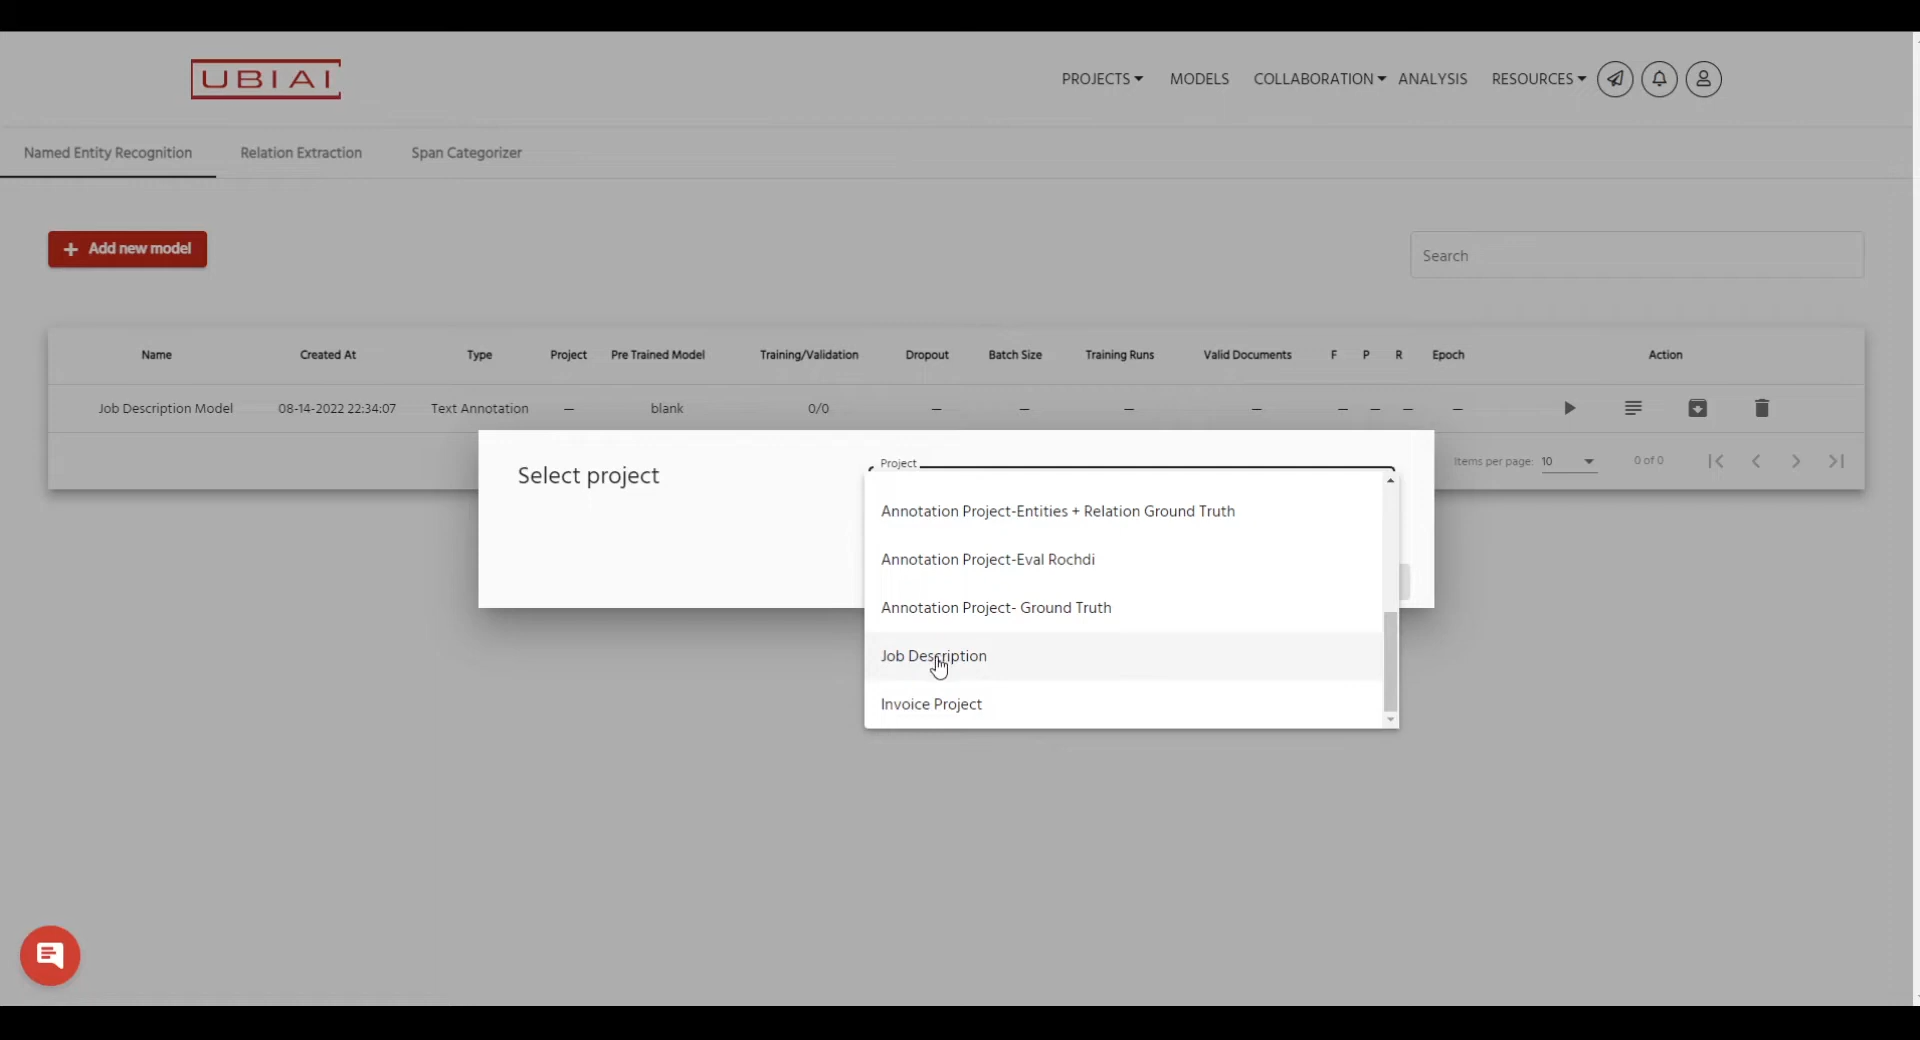 UBIAI
PROJECTS MODELS COLLABORATION ANALYSIS RESOURCES
Named Entity Recognition Relation Extraction Span Categorizer
+ Add new model
Search
Name Created At Type Project Pre Trained Model Training/Validation Dropout Batch Size Training Runs Valid Documents F P R Epoch Action
Job Description Model 08-14-2022 22:34:07 Text Annotation – blank 0/0 – – – – – – – –
Items per page: 10 0 of 0
Select project
Project
Annotation Project-Entities + Relation Ground Truth
Annotation Project-Eval Rochdi
Annotation Project- Ground Truth
Job Description
Invoice Project